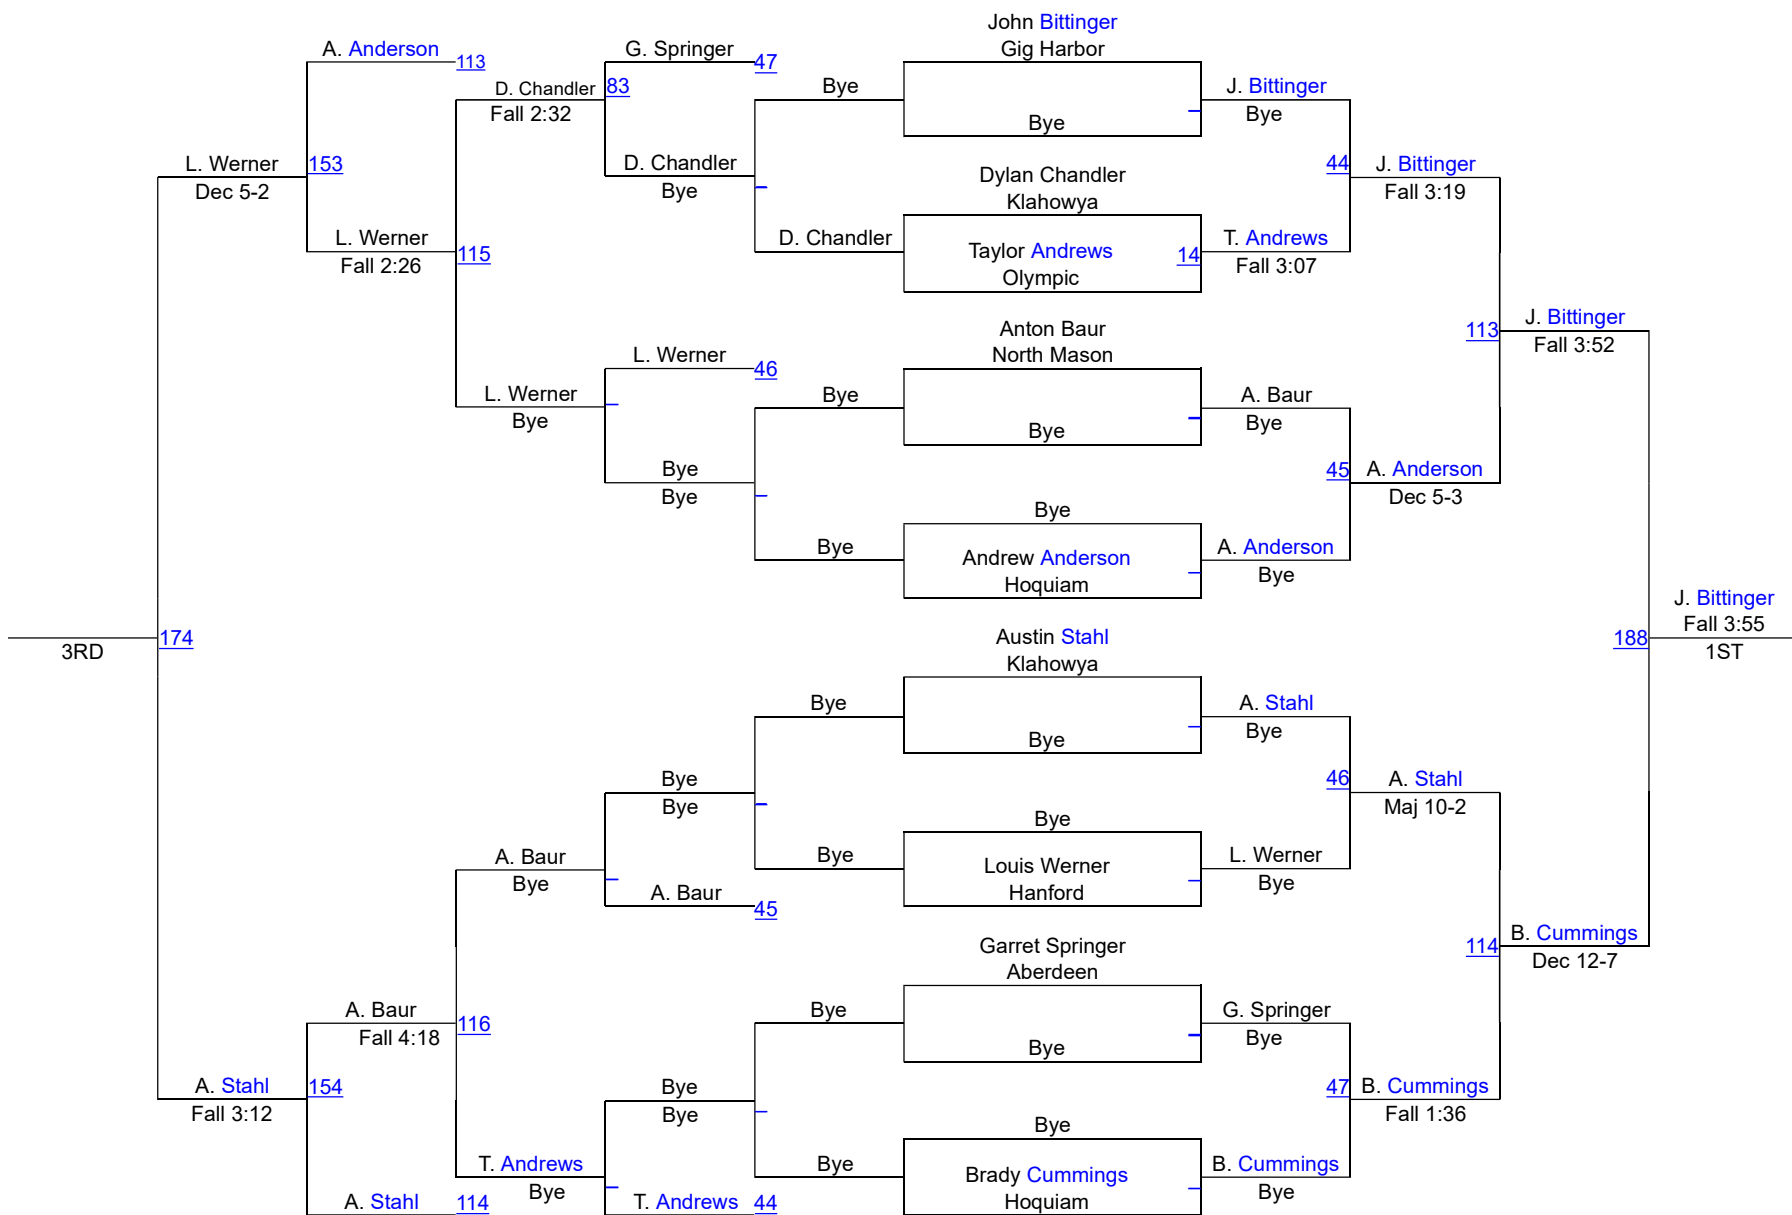 John Bittinger
Gig Harbor
A. Anderson
113
G. Springer
47
D. Chandler
83
Fall 2:32
Bye
J. Bittinger
Bye
Bye
L. Werner
153
Dec 5-2
D. Chandler
Bye
44
J. Bittinger
Fall 3:19
Dylan Chandler
Klahowya
L. Werner
115
Fall 2:26
D. Chandler
Taylor Andrews
Olympic
14
T. Andrews
Fall 3:07
Anton Baur
North Mason
113
J. Bittinger
Fall 3:52
L. Werner
46
L. Werner
Bye
Bye
A. Baur
Bye
Bye
Bye
Bye
45
A. Anderson
Dec 5-3
Bye
Bye
Andrew Anderson
Hoquiam
A. Anderson
Bye
3RD
174
Austin Stahl
Klahowya
188
J. Bittinger
Fall 3:55
1ST
Bye
A. Stahl
Bye
Bye
Bye
Bye
46
A. Stahl
Maj 10-2
Bye
A. Baur
Bye
Bye
Louis Werner
Hanford
L. Werner
Bye
A. Baur
45
Garret Springer
Aberdeen
114
B. Cummings
Dec 12-7
A. Baur
116
Fall 4:18
Bye
G. Springer
Bye
Bye
A. Stahl
154
Fall 3:12
Bye
Bye
47
B. Cummings
Fall 1:36
Bye
T. Andrews
Bye
Bye
Brady Cummings
Hoquiam
B. Cummings
Bye
A. Stahl
114
T. Andrews
44